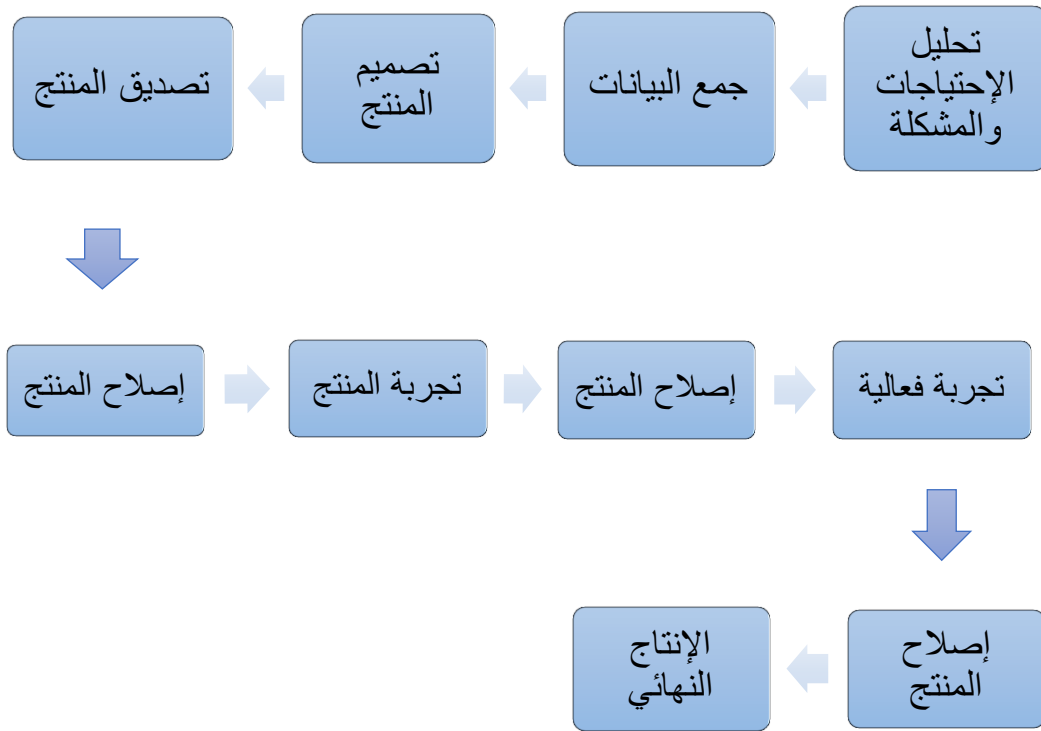 تحليل
الإحتياجات
والمشكلة
جمع البيانات
تصميم
المنتج
تصديق المنتج
إصلاح المنتج
تجربة المنتج
إصلاح المنتج
تجربة فعالية
إصلاح
المنتج
الإنتاج
النهائي